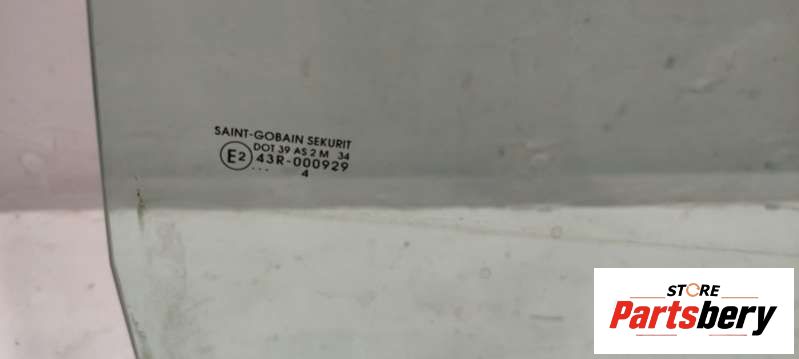 SAINT-GOBAIN SEKURIT
DOT 39 AS 2 M 34
E2 43R-000929
... 4
STORE
Partsbery